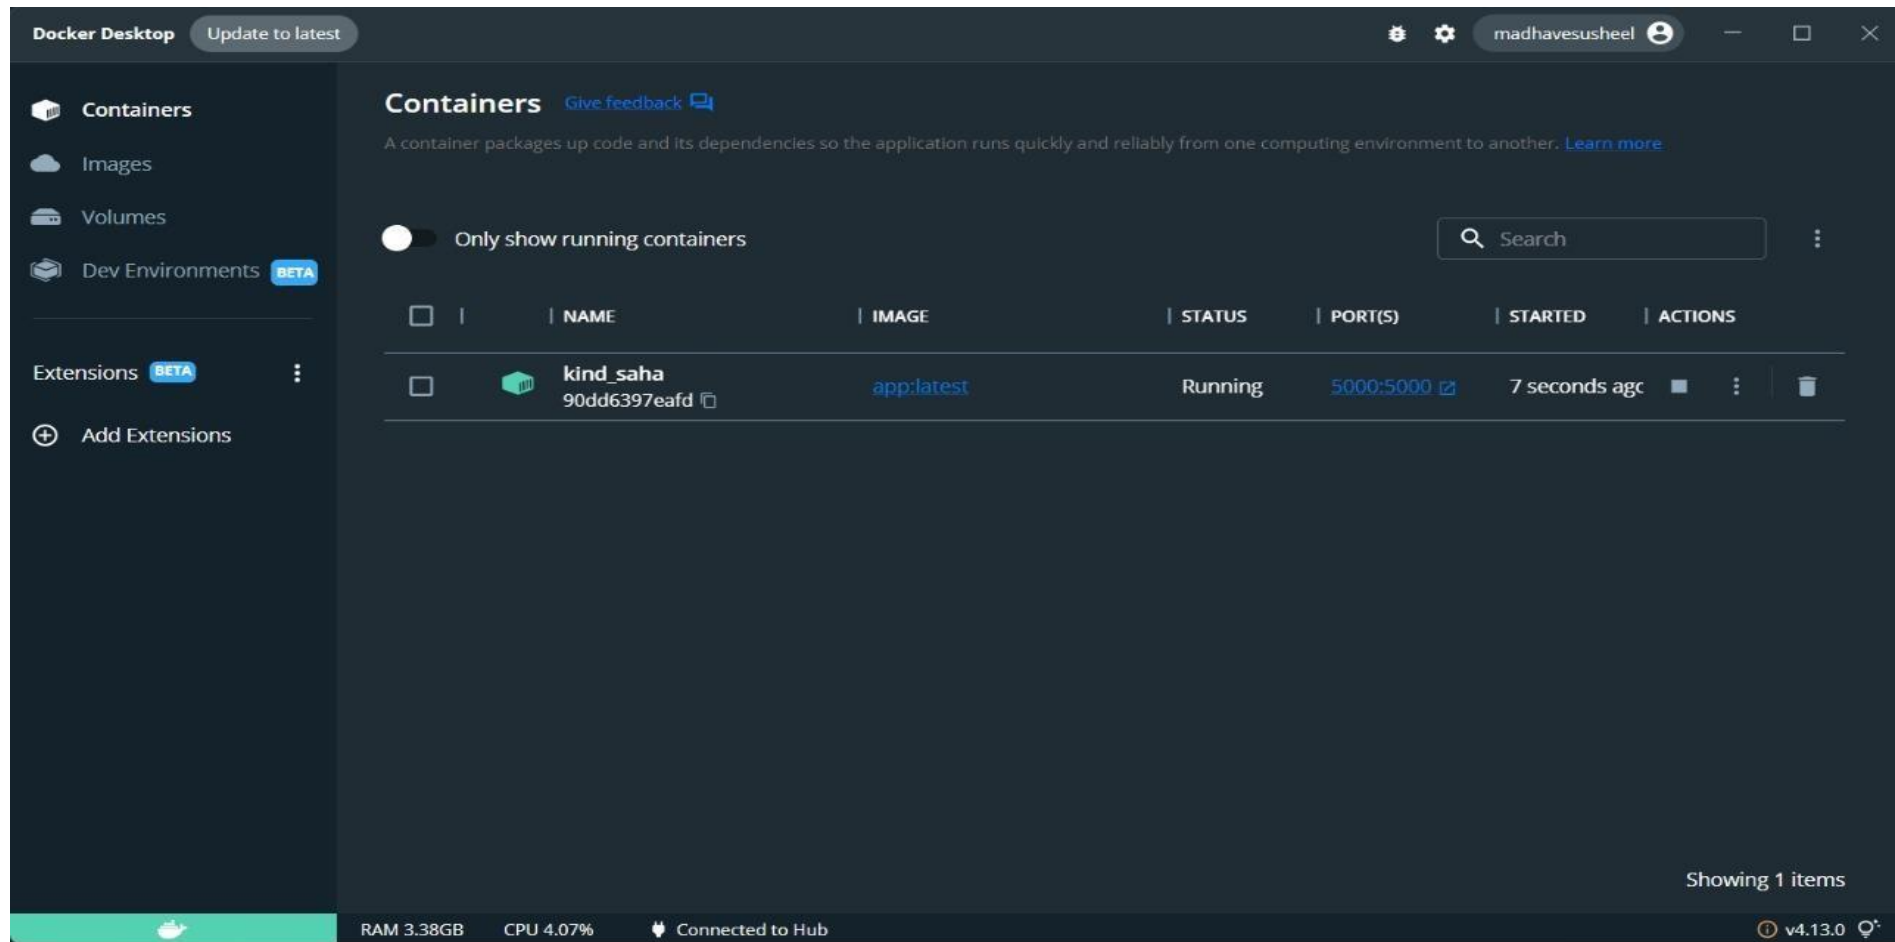 Docker Desktop Update to latest madhavesusheel
Containers
Images
Volumes
Dev Environments BETA
Extensions BETA
Add Extensions
Containers Give feedback
A container packages up code and its dependencies so the application runs quickly and reliably from one computing environment to another. Learn more
Only show running containers Search
NAME IMAGE STATUS PORT(S) STARTED ACTIONS
kind_saha app:latest Running 5000:5000 7 seconds agc
90dd6397eafd
Showing 1 items
RAM 3.38GB CPU 4.07% Connected to Hub v4.13.0